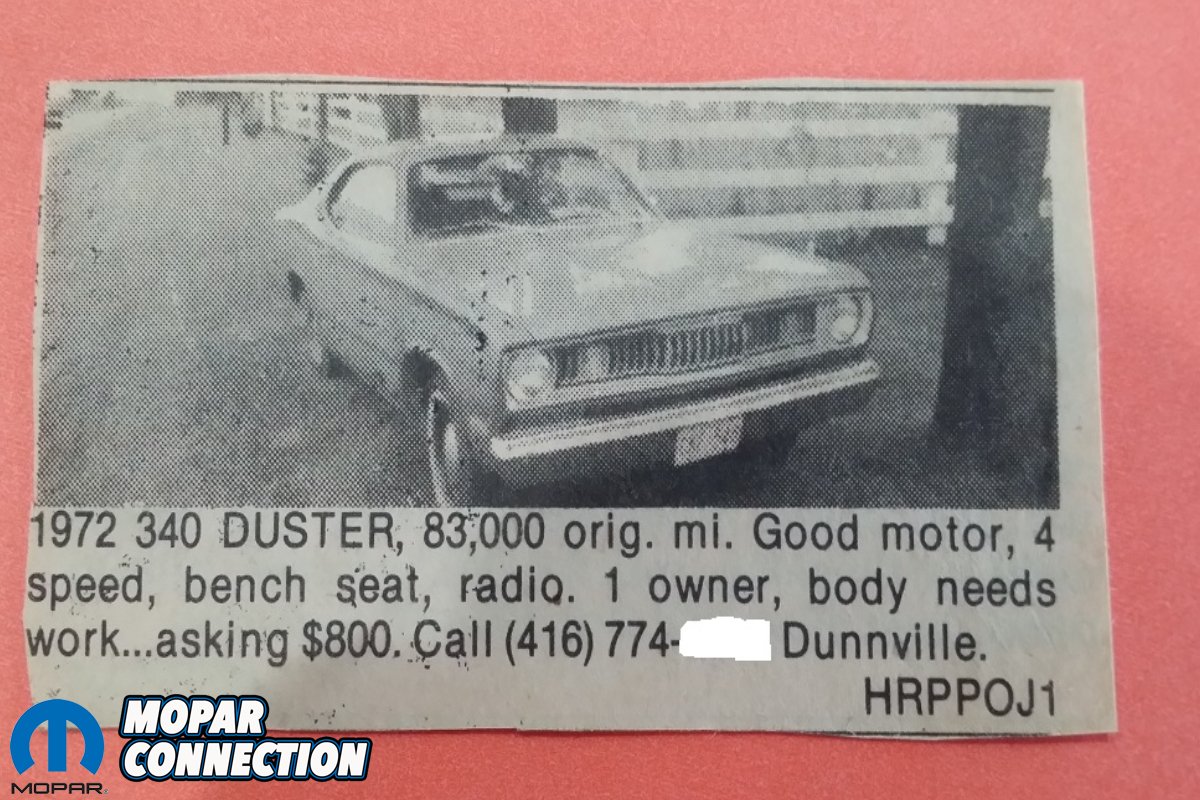 1972 340 DUSTER, 83,000 orig. mi. Good motor, 4
speed, bench seat, radio. 1 owner, body needs
work...asking $800. Call (416) 774- Dunnville.
HRPPOJ1
MOPAR
CONNECTION
MOPAR